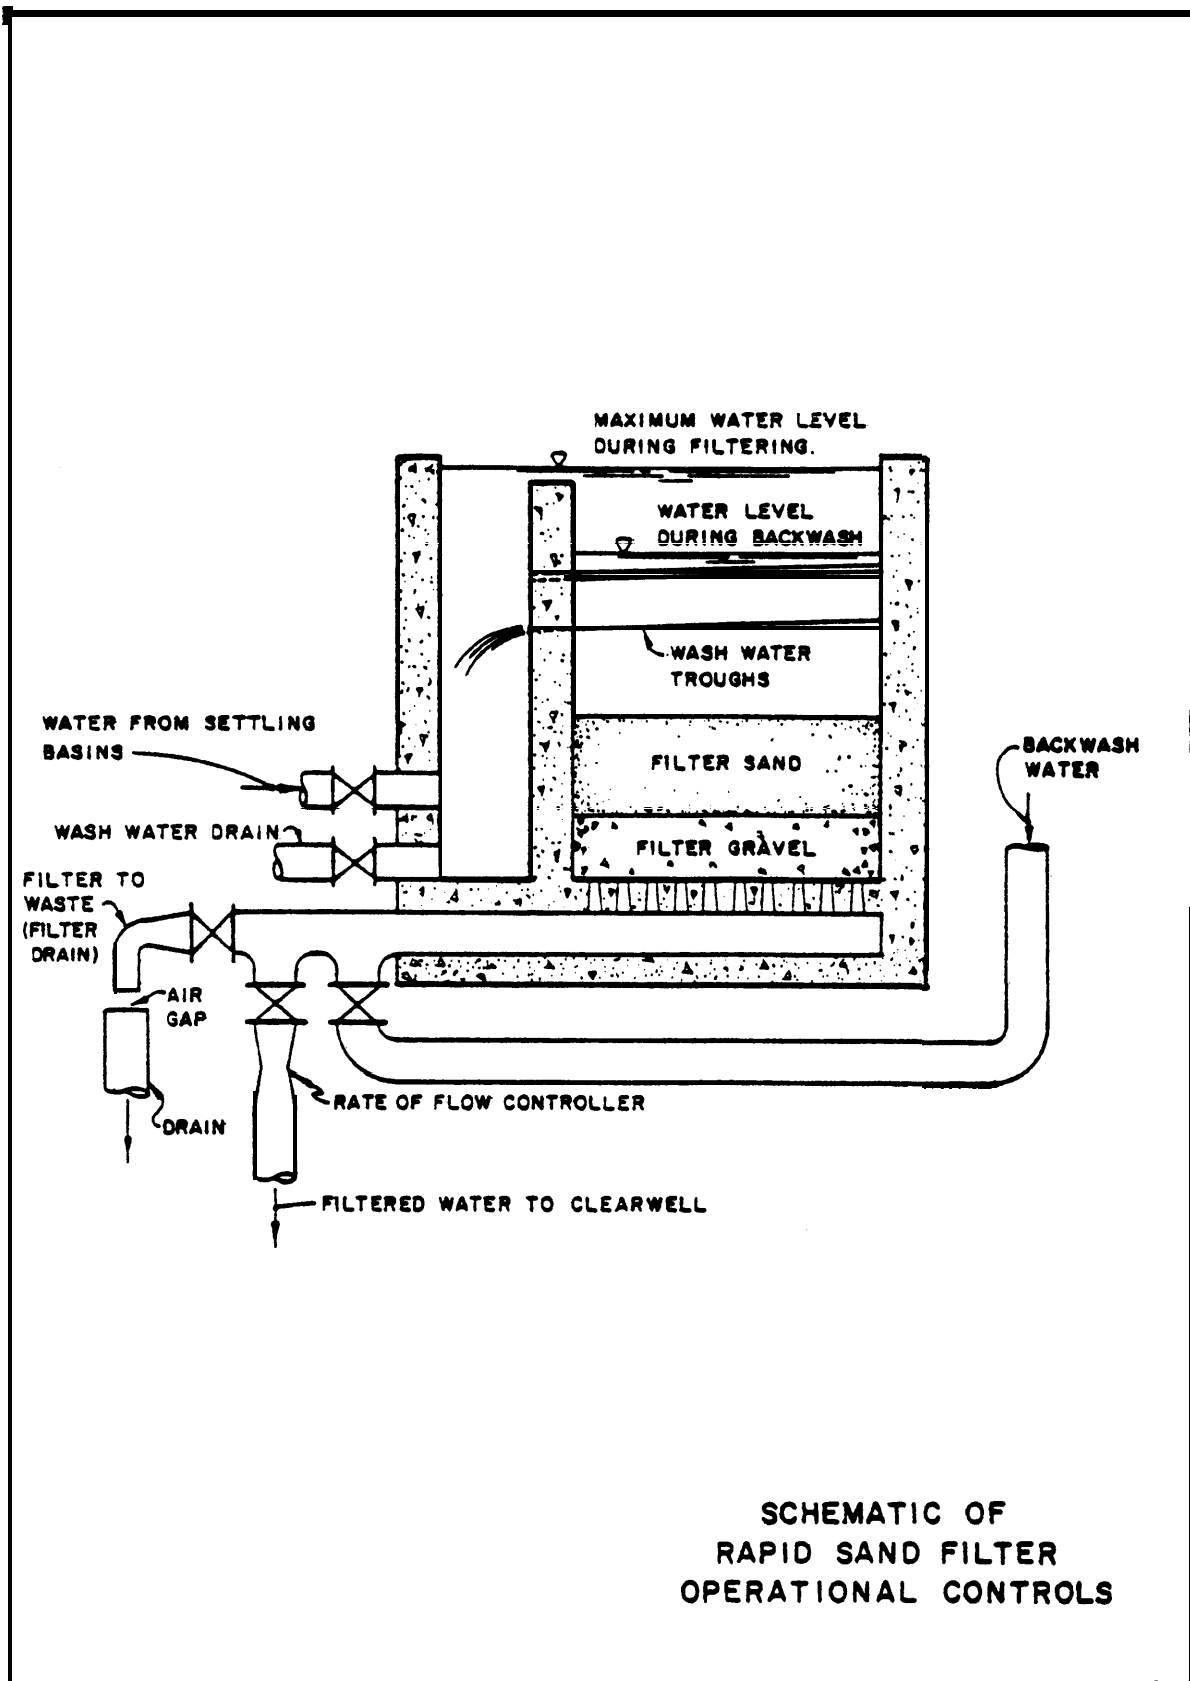 MAXIMUM WATER LEVEL
DURING FILTERING.
WATER LEVEL
DURING BACKWASH
WASH WATER
TROUGHS
WATER FROM SETTLING
BASINS
FILTER SAND
BACKWASH
WATER
WASH WATER DRAIN
FILTER GRAVEL
FILTER TO
WASTE
(FILTER
DRAIN)
AIR
GAP
RATE OF FLOW CONTROLLER
DRAIN
FILTERED WATER TO CLEARWELL
SCHEMATIC OF
RAPID SAND FILTER
OPERATIONAL CONTROLS